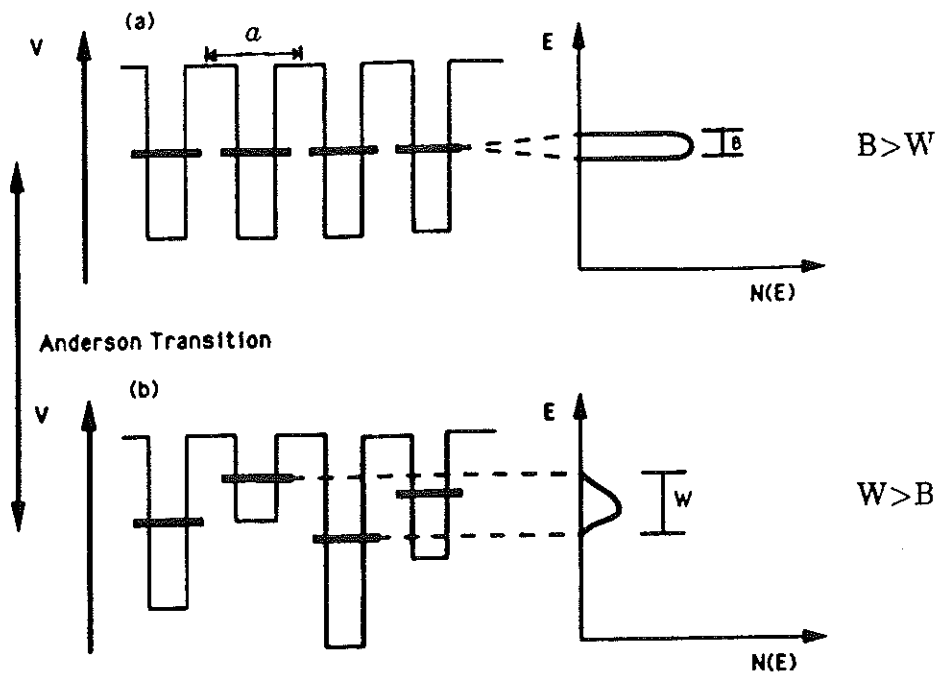 (a)
V
a
E
B
B>W
N(E)
Anderson Transition
(b)
V
E
W
W>B
N(E)